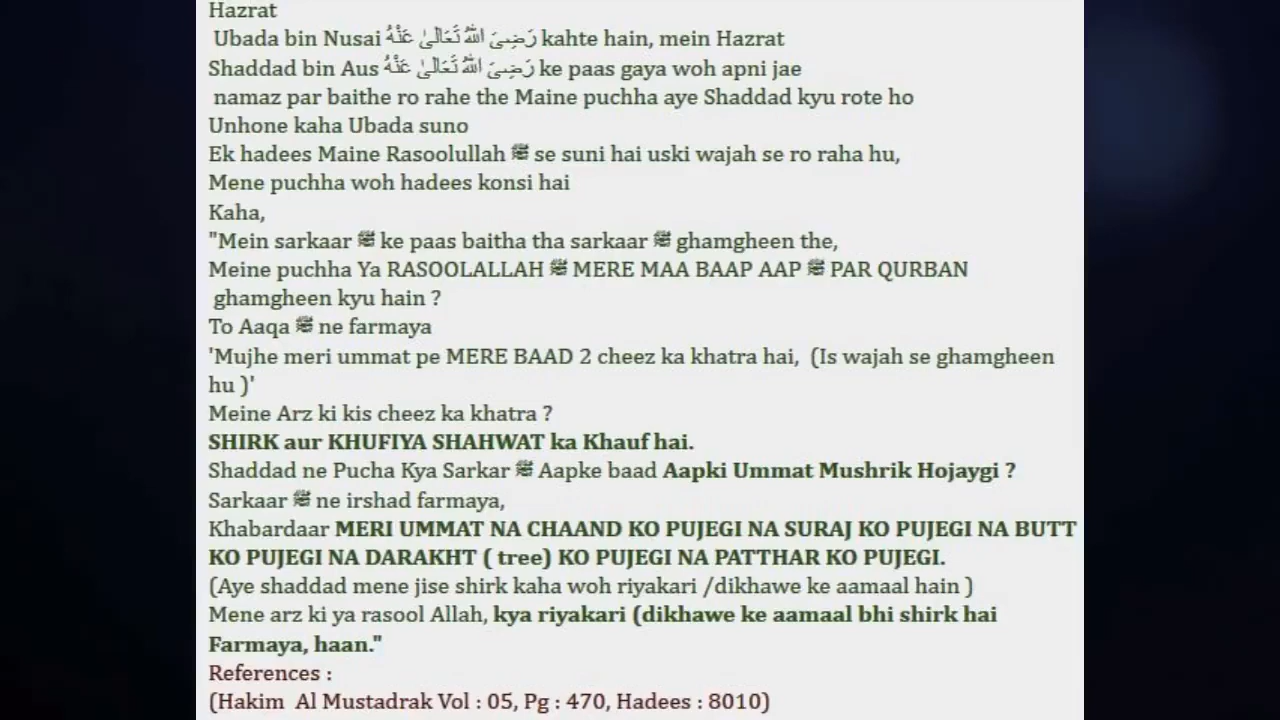 Hazrat
Ubada bin Nusai رَضِیَ اللّٰهُ تَعَالٰی عَنْهُ kahte hain, mein Hazrat
Shaddad bin Aus رَضِیَ اللّٰهُ تَعَالٰی عَنْهُ ke paas gaya woh apni jae
namaz par baithe ro rahe the Maine puchha aye Shaddad kyu rote ho
Unhone kaha Ubada suno
Ek hadees Maine Rasoolullah ﷺ se suni hai uski wajah se ro raha hu,
Mene puchha woh hadees konsi hai
Kaha,
"Mein sarkaar ﷺ ke paas baitha tha sarkaar ﷺ ghamgheen the,
Meine puchha Ya RASOOLALLAH ﷺ MERE MAA BAAP AAP ﷺ PAR QURBAN
ghamgheen kyu hain ?
To Aaqa ﷺ ne farmaya
'Mujhe meri ummat pe MERE BAAD 2 cheez ka khatra hai, (Is wajah se ghamgheen
hu )'
Meine Arz ki kis cheez ka khatra ?
SHIRK aur KHUFIYA SHAHWAT ka Khauf hai.
Shaddad ne Pucha Kya Sarkar ﷺ Aapke baad Aapki Ummat Mushrik Hojaygi ?
Sarkaar ﷺ ne irshad farmaya,
Khabardaar MERI UMMAT NA CHAAND KO PUJEGI NA SURAJ KO PUJEGI NA BUTT
KO PUJEGI NA DARAKHT ( tree) KO PUJEGI NA PATTHAR KO PUJEGI.
(Aye shaddad mene jise shirk kaha woh riyakari /dikhawe ke aamaal hain )
Mene arz ki ya rasool Allah, kya riyakari (dikhawe ke aamaal bhi shirk hai
Farmaya, haan."
References :
(Hakim Al Mustadrak Vol : 05, Pg : 470, Hadees : 8010)